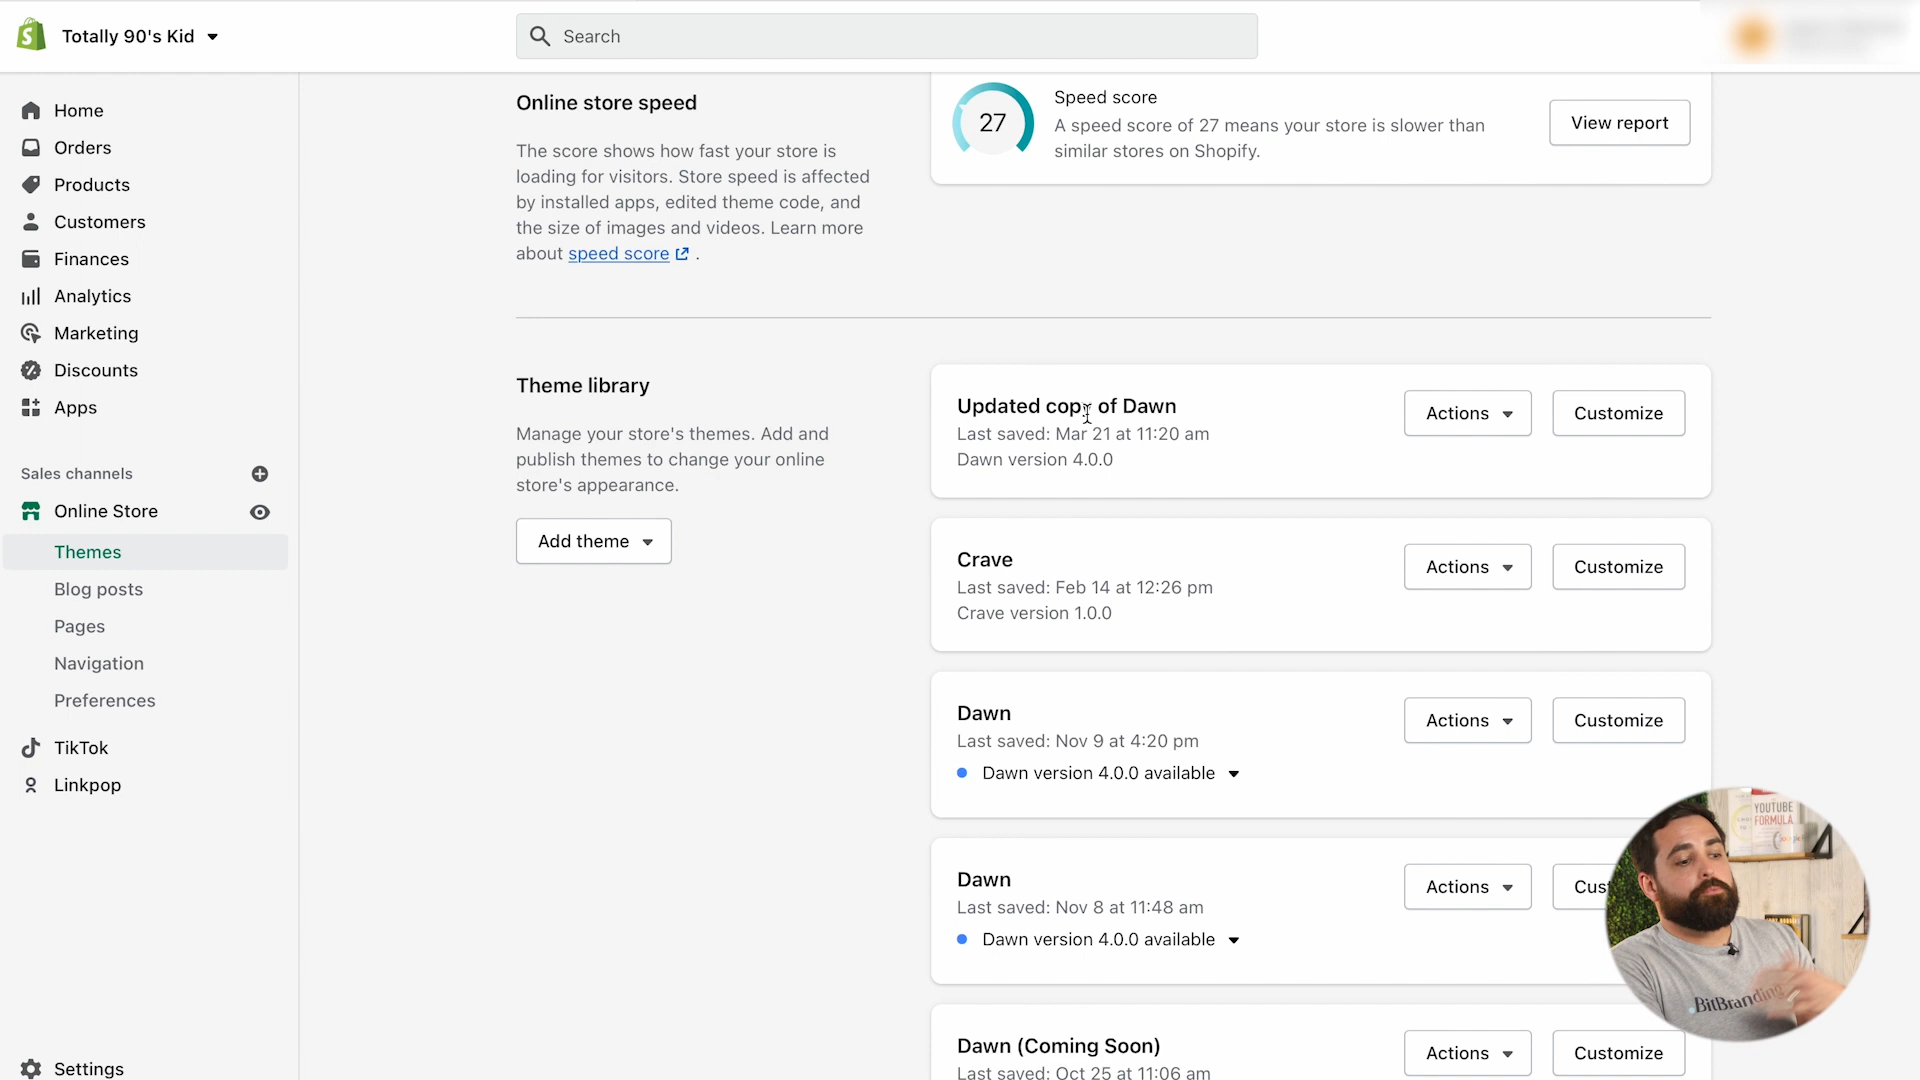 Totally 90's Kid
Search
Home
Orders
Products
Customers
Finances
Analytics
Marketing
Discounts
Apps
Sales channels
Online Store
Themes
Blog posts
Pages
Navigation
Preferences
TikTok
Linkpop
Settings
Online store speed
The score shows how fast your store is
loading for visitors. Store speed is affected
by installed apps, edited theme code, and
the size of images and videos. Learn more
about speed score .
27
Speed score
A speed score of 27 means your store is slower than
similar stores on Shopify.
View report
Theme library
Manage your store's themes. Add and
publish themes to change your online
store's appearance.
Add theme
Updated copy of Dawn
Last saved: Mar 21 at 11:20 am
Dawn version 4.0.0
Actions
Customize
Crave
Last saved: Feb 14 at 12:26 pm
Crave version 1.0.0
Actions
Customize
Dawn
Last saved: Nov 9 at 4:20 pm
Dawn version 4.0.0 available
Actions
Customize
Dawn
Last saved: Nov 8 at 11:48 am
Dawn version 4.0.0 available
Actions
Cus
Dawn (Coming Soon)
Last saved: Oct 25 at 11:06 am
Actions
Customize
YOUTUBE
FORMULA
BitBranding